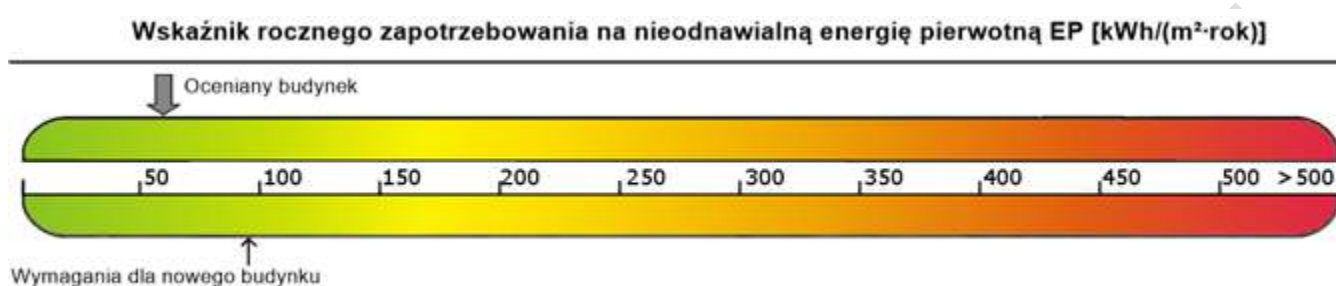 Wskaźnik rocznego zapotrzebowania na nieodnawialną energię pierwotną EP [kWh/(m²·rok)]
Oceniany budynek
50 100 150 200 250 300 350 400 450 500 >500
Wymagania dla nowego budynku